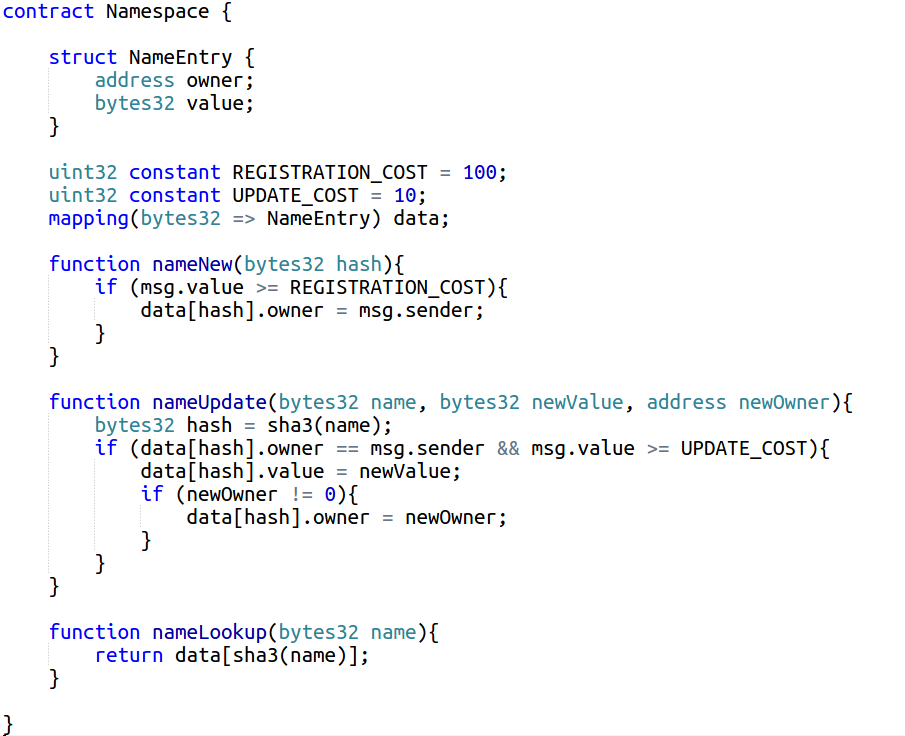 contract Namespace {
struct NameEntry {
address owner;
bytes32 value;
}
uint32 constant REGISTRATION_COST = 100;
uint32 constant UPDATE_COST = 10;
mapping(bytes32 => NameEntry) data;
function nameNew(bytes32 hash){
if (msg.value >= REGISTRATION_COST){
data[hash].owner = msg.sender;
}
}
function nameUpdate(bytes32 name, bytes32 newValue, address newOwner){
bytes32 hash = sha3(name);
if (data[hash].owner == msg.sender && msg.value >= UPDATE_COST){
data[hash].value = newValue;
if (newOwner != 0){
data[hash].owner = newOwner;
}
}
}
function nameLookup(bytes32 name){
return data[sha3(name)];
}
}